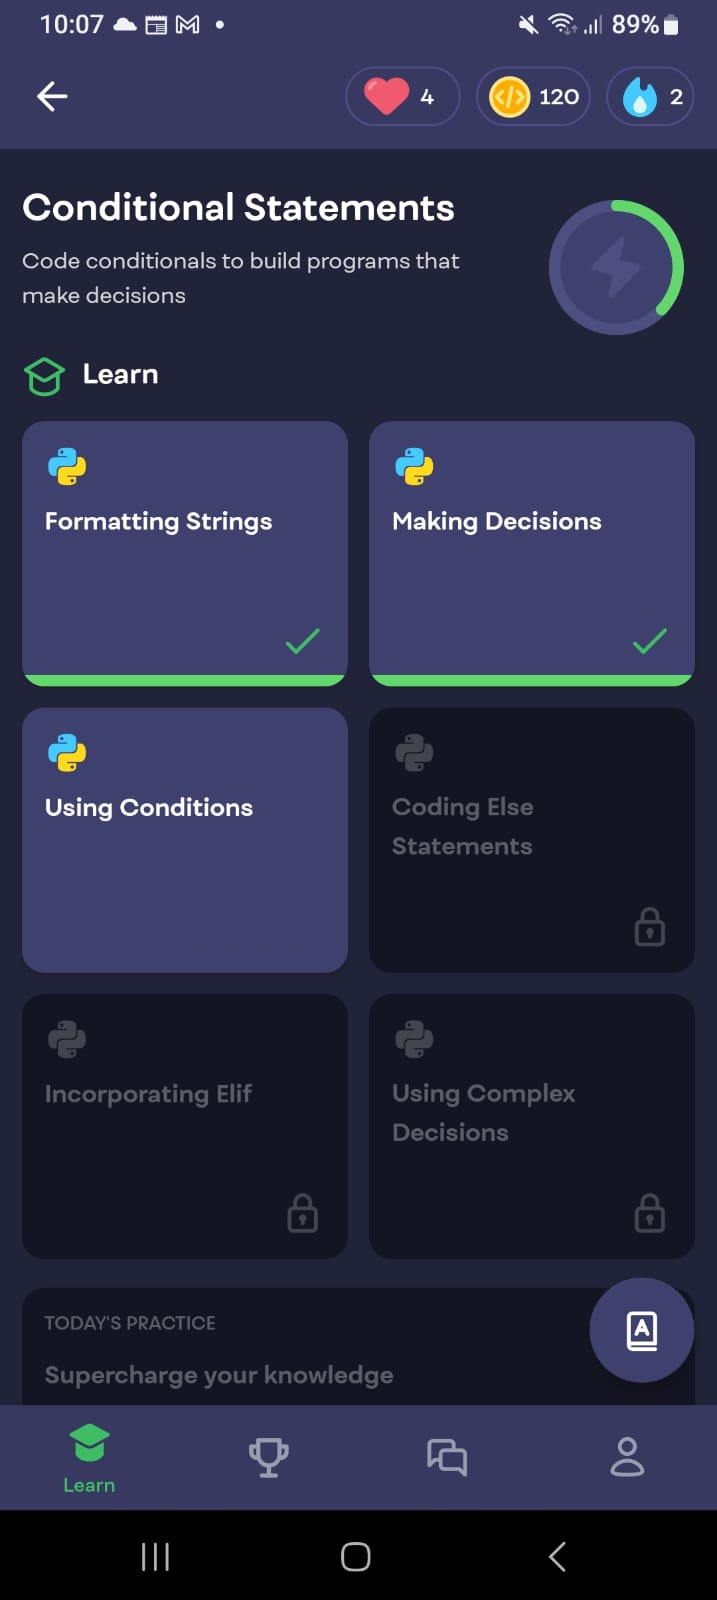 10:07
89%
4
120
2
Conditional Statements
Code conditionals to build programs that
make decisions
Learn
Formatting Strings
Making Decisions
Using Conditions
Coding Else
Statements
Incorporating Elif
Using Complex
Decisions
TODAY'S PRACTICE
Supercharge your knowledge
A
Learn